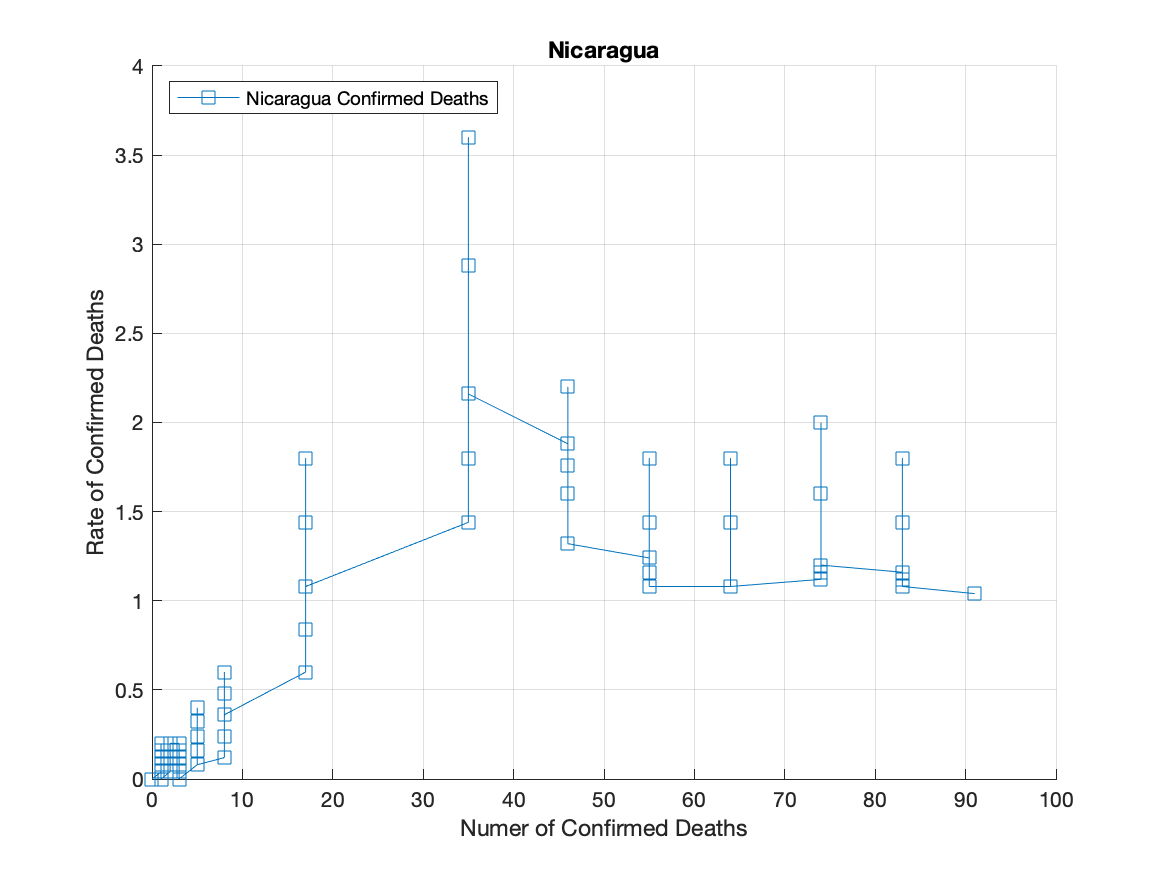 Nicaragua
Nicaragua Confirmed Deaths
4
3.5
3
2.5
2
1.5
1
0.5
0
Rate of Confirmed Deaths
0 10 20 30 40 50 60 70 80 90 100
Numer of Confirmed Deaths